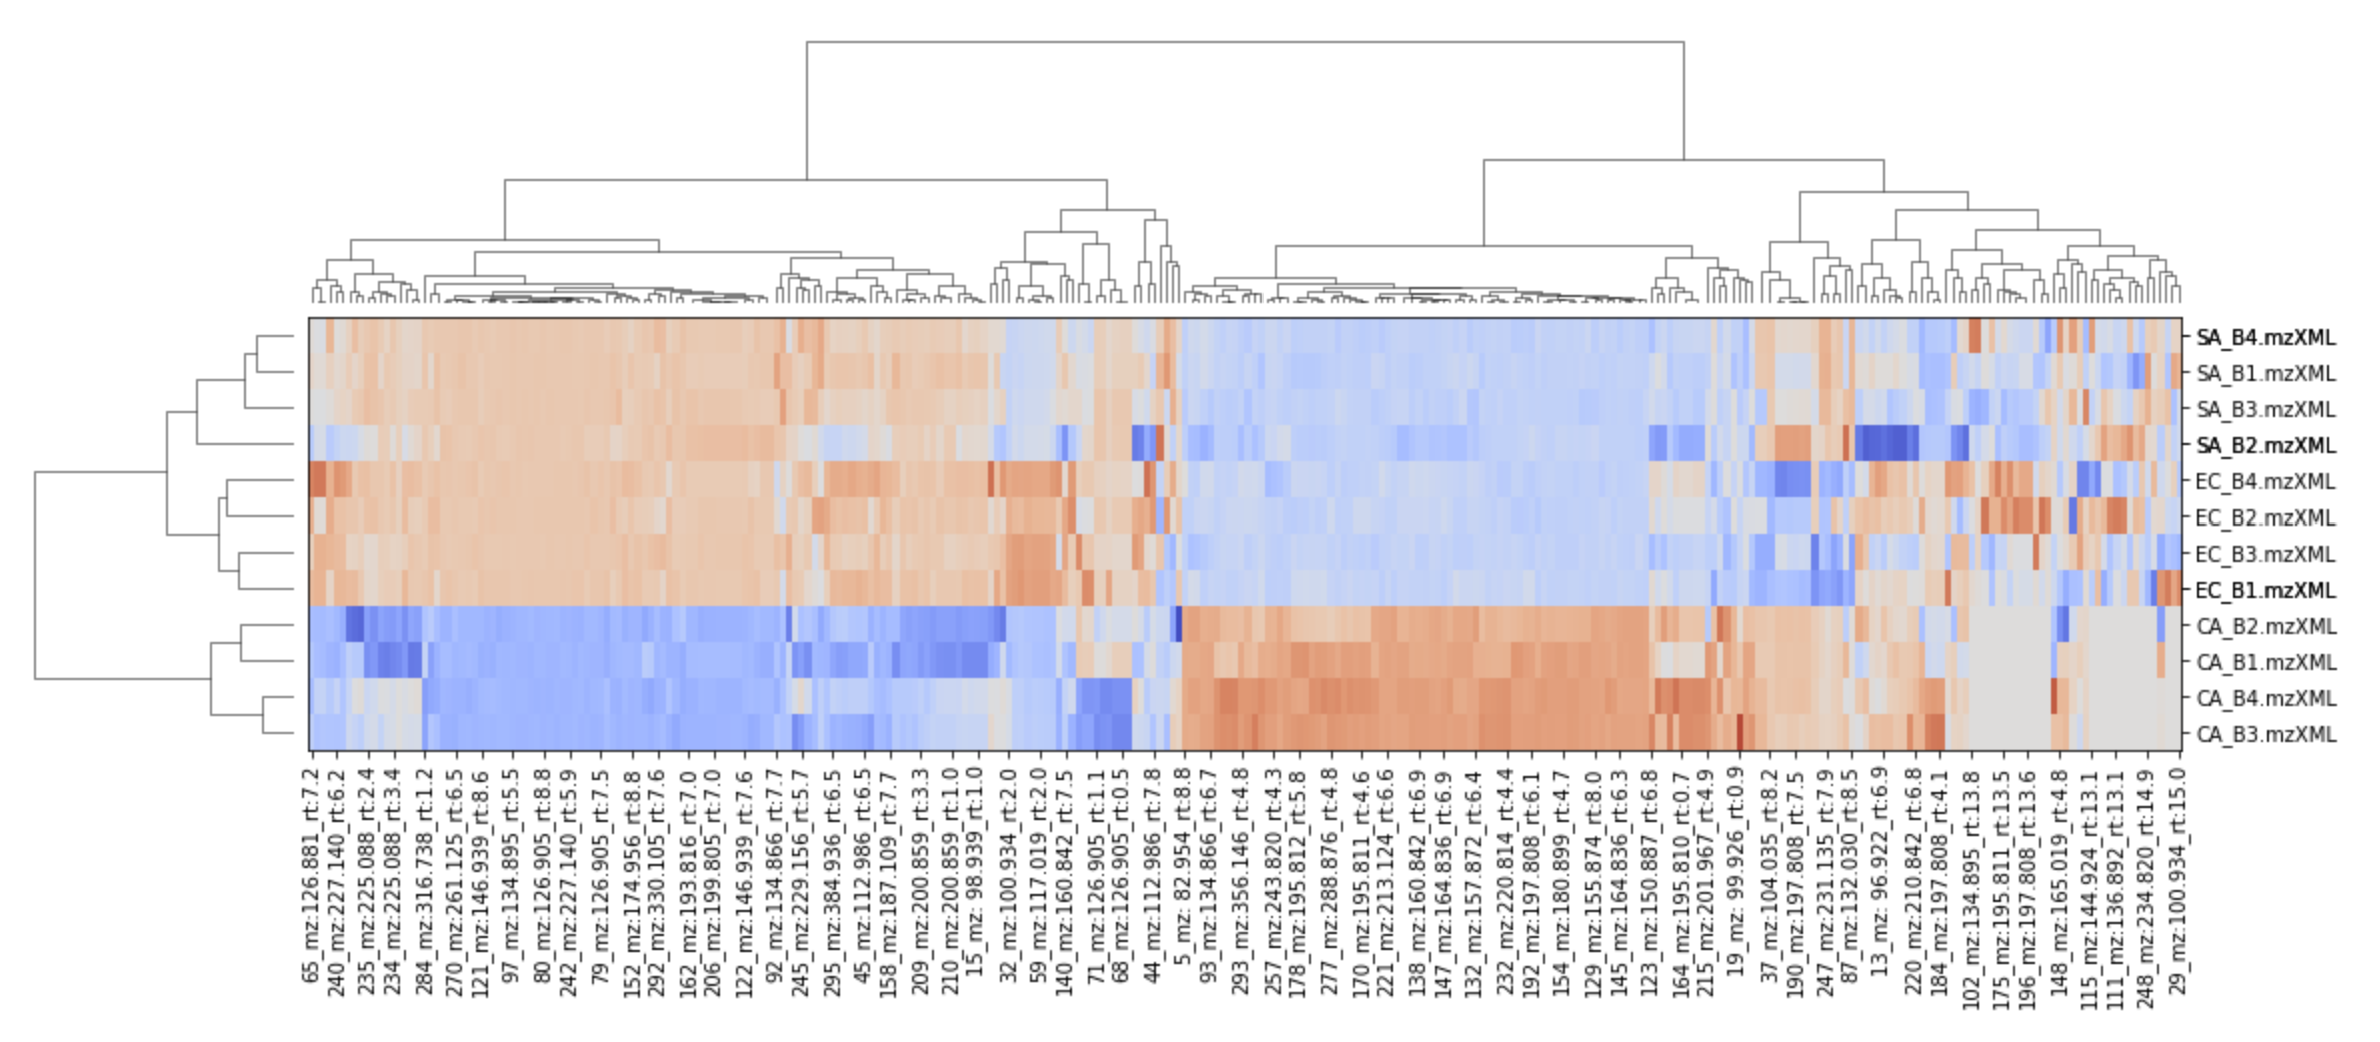 SA_B4.mzXML
SA_B1.mzXML
SA_B3.mzXML
SA_B2.mzXML
EC_B4.mzXML
EC_B2.mzXML
EC_B3.mzXML
EC_B1.mzXML
CA_B2.mzXML
CA_B1.mzXML
CA_B4.mzXML
CA_B3.mzXML
65_mz:126.881_rt:7.2
240_mz:227.140_rt:6.2
235_mz:225.088_rt:2.4
234_mz:225.088_rt:3.4
284_mz:316.738_rt:1.2
270_mz:261.125_rt:6.5
121_mz:146.939_rt:8.6
97_mz:134.895_rt:5.5
80_mz:126.905_rt:8.8
242_mz:227.140_rt:5.9
79_mz:126.905_rt:7.5
152_mz:174.956_rt:8.8
292_mz:330.105_rt:7.6
162_mz:193.816_rt:7.0
206_mz:199.805_rt:7.0
122_mz:146.939_rt:7.6
92_mz:134.866_rt:7.7
245_mz:229.156_rt:5.7
295_mz:384.936_rt:6.5
45_mz:112.986_rt:6.5
158_mz:187.109_rt:7.7
209_mz:200.859_rt:3.3
210_mz:200.859_rt:1.0
15_mz: 98.939_rt:1.0
32_mz:100.934_rt:2.0
59_mz:117.019_rt:2.0
140_mz:160.842_rt:7.5
71_mz:126.905_rt:1.1
68_mz:126.905_rt:0.5
44_mz:112.986_rt:7.8
5_mz: 82.954_rt:8.8
93_mz:134.866_rt:6.7
293_mz:356.146_rt:4.8
257_mz:243.820_rt:4.3
178_mz:195.812_rt:5.8
277_mz:288.876_rt:4.8
170_mz:195.811_rt:4.6
221_mz:213.124_rt:6.6
138_mz:160.842_rt:6.9
147_mz:164.836_rt:6.9
132_mz:157.872_rt:6.4
232_mz:220.814_rt:4.4
192_mz:197.808_rt:6.1
154_mz:180.899_rt:4.7
129_mz:155.874_rt:8.0
145_mz:164.836_rt:6.3
123_mz:150.887_rt:6.8
164_mz:195.810_rt:0.7
215_mz:201.967_rt:4.9
19_mz: 99.926_rt:0.9
37_mz:104.035_rt:8.2
190_mz:197.808_rt:7.5
247_mz:231.135_rt:7.9
87_mz:132.030_rt:8.5
13_mz: 96.922_rt:6.9
220_mz:210.842_rt:6.8
184_mz:197.808_rt:4.1
102_mz:134.895_rt:13.8
175_mz:195.811_rt:13.5
196_mz:197.808_rt:13.6
148_mz:165.019_rt:4.8
115_mz:144.924_rt:13.1
111_mz:136.892_rt:13.1
248_mz:234.820_rt:14.9
29_mz:100.934_rt:15.0